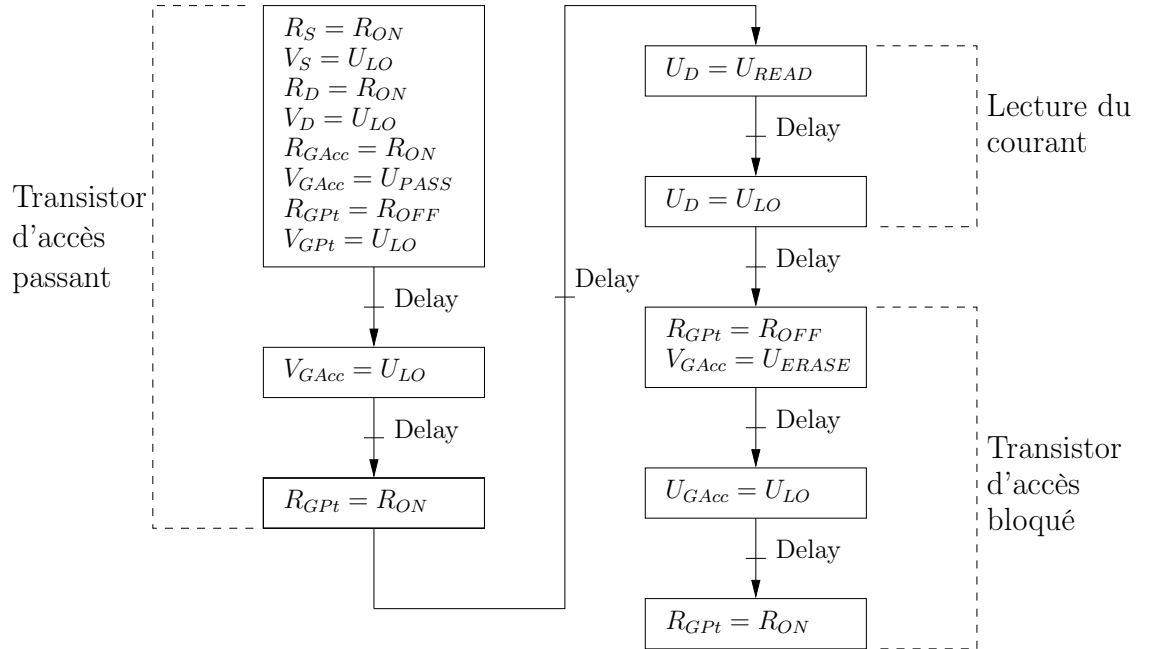 Transistor
d'accès
passant
R_S = R_ON
V_S = U_LO
R_D = R_ON
V_D = U_LO
R_GAcc = R_ON
V_GAcc = U_PASS
R_GPt = R_OFF
V_GPt = U_LO
Delay
V_GAcc = U_LO
Delay
R_GPt = R_ON
Delay
U_D = U_READ
Delay
U_D = U_LO
Lecture du
courant
Delay
R_GPt = R_OFF
V_GAcc = U_ERASE
Delay
U_GAcc = U_LO
Delay
R_GPt = R_ON
Transistor
d'accès
bloqué